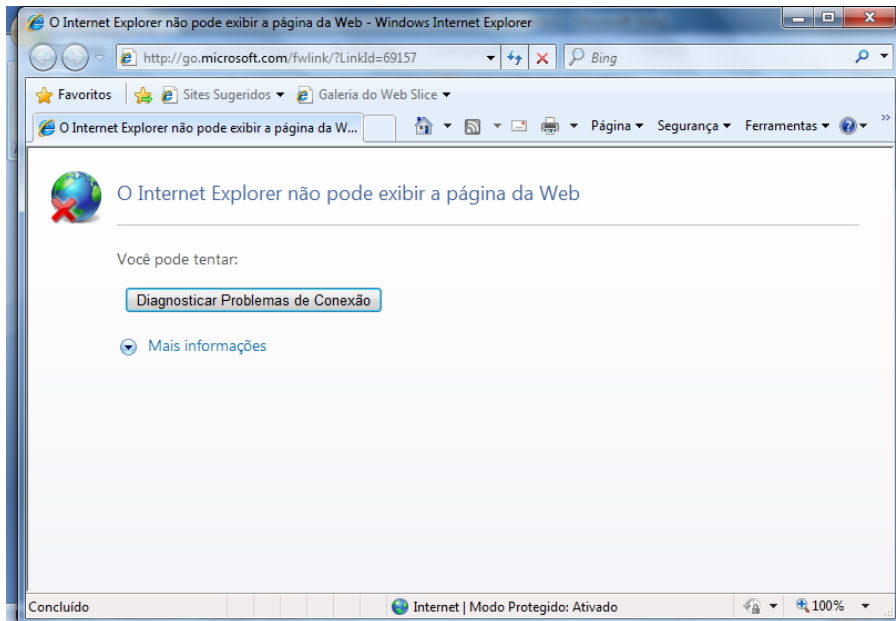 O Internet Explorer não pode exibir a página da Web - Windows Internet Explorer
http://go.microsoft.com/fwlink/?LinkId=69157 Bing
Favoritos Sites Sugeridos Galeria do Web Slice
O Internet Explorer não pode exibir a página da W... Página Segurança Ferramentas »
O Internet Explorer não pode exibir a página da Web
Você pode tentar:
Diagnosticar Problemas de Conexão
Mais informações
Concluído Internet | Modo Protegido: Ativado 100%